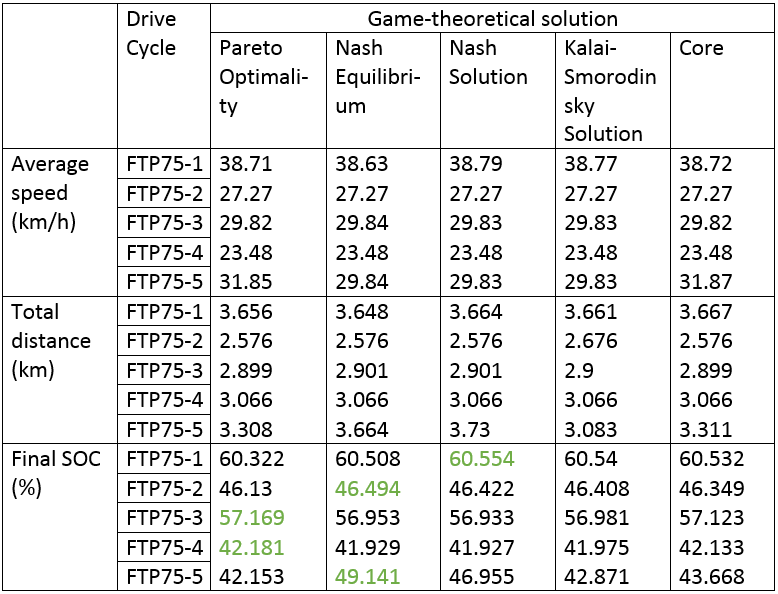 Drive Cycle Game-theoretical solution
Pareto Optimali-ty Nash Equilibri-um Nash Solution Kalai-Smorodin sky Solution Core
Average speed (km/h) FTP75-1 38.71 38.63 38.79 38.77 38.72
FTP75-2 27.27 27.27 27.27 27.27 27.27
FTP75-3 29.82 29.84 29.83 29.83 29.82
FTP75-4 23.48 23.48 23.48 23.48 23.48
FTP75-5 31.85 29.84 29.83 29.83 31.87
Total distance (km) FTP75-1 3.656 3.648 3.664 3.661 3.667
FTP75-2 2.576 2.576 2.576 2.676 2.576
FTP75-3 2.899 2.901 2.901 2.9 2.899
FTP75-4 3.066 3.066 3.066 3.066 3.066
FTP75-5 3.308 3.664 3.73 3.083 3.311
Final SOC (%) FTP75-1 60.322 60.508 60.554 60.54 60.532
FTP75-2 46.13 46.494 46.422 46.408 46.349
FTP75-3 57.169 56.953 56.933 56.981 57.123
FTP75-4 42.181 41.929 41.927 41.975 42.133
FTP75-5 42.153 49.141 46.955 42.871 43.668